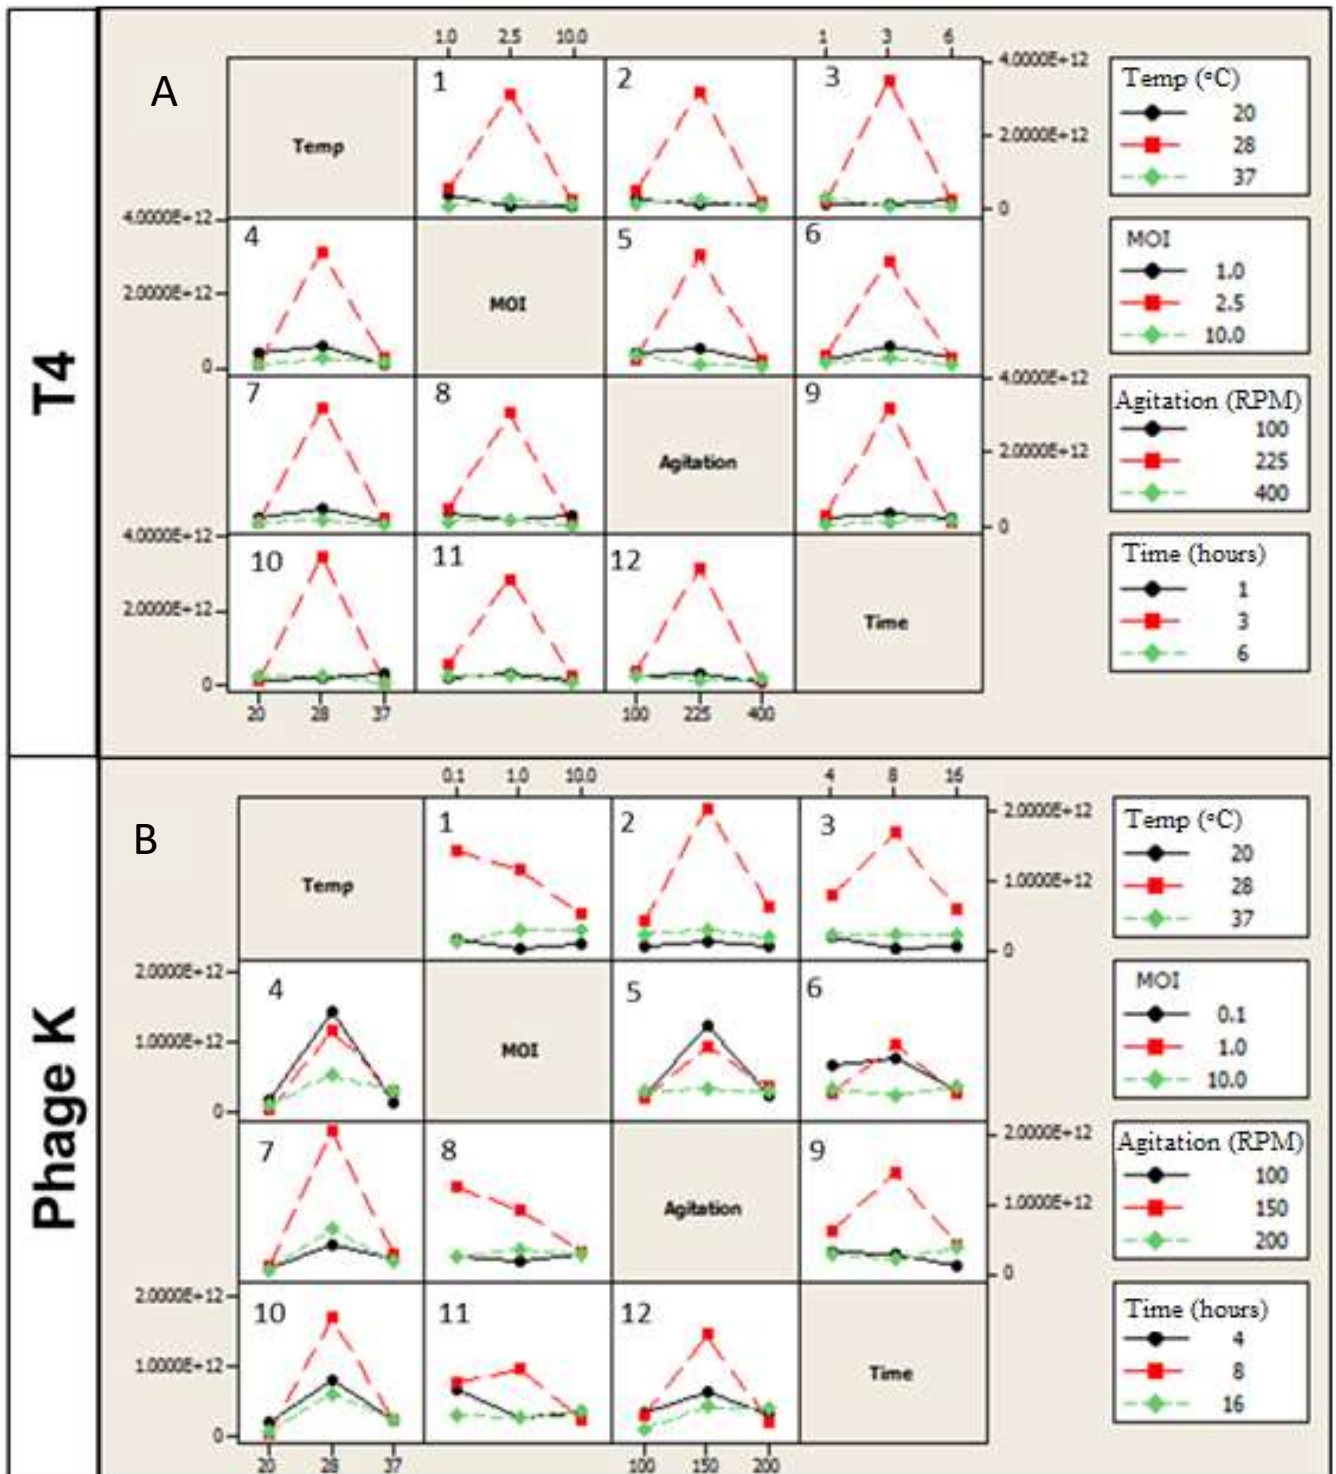 T4
A
1.0 2.5 10.0
1 3 6
1
2
3
4.0000E+12
2.0000E+12
0
Temp
Temp (°C)
20
28
37
4.0000E+12
2.0000E+12
0
4
MOI
5
6
MOI
1.0
2.5
10.0
7
8
Agitation
9
4.0000E+12
2.0000E+12
0
Agitation (RPM)
100
225
400
4.0000E+12
2.0000E+12
0
10
11
12
Time
Time (hours)
1
3
6
20 28 37
100 225 400
Phage K
B
0.1 1.0 10.0
4 8 16
1
2
3
2.0000E+12
1.0000E+12
0
Temp
Temp (°C)
20
28
37
2.0000E+12
1.0000E+12
0
4
MOI
5
6
MOI
0.1
1.0
10.0
7
8
Agitation
9
2.0000E+12
1.0000E+12
0
Agitation (RPM)
100
150
200
2.0000E+12
1.0000E+12
0
10
11
12
Time
Time (hours)
4
8
16
20 28 37
100 150 200